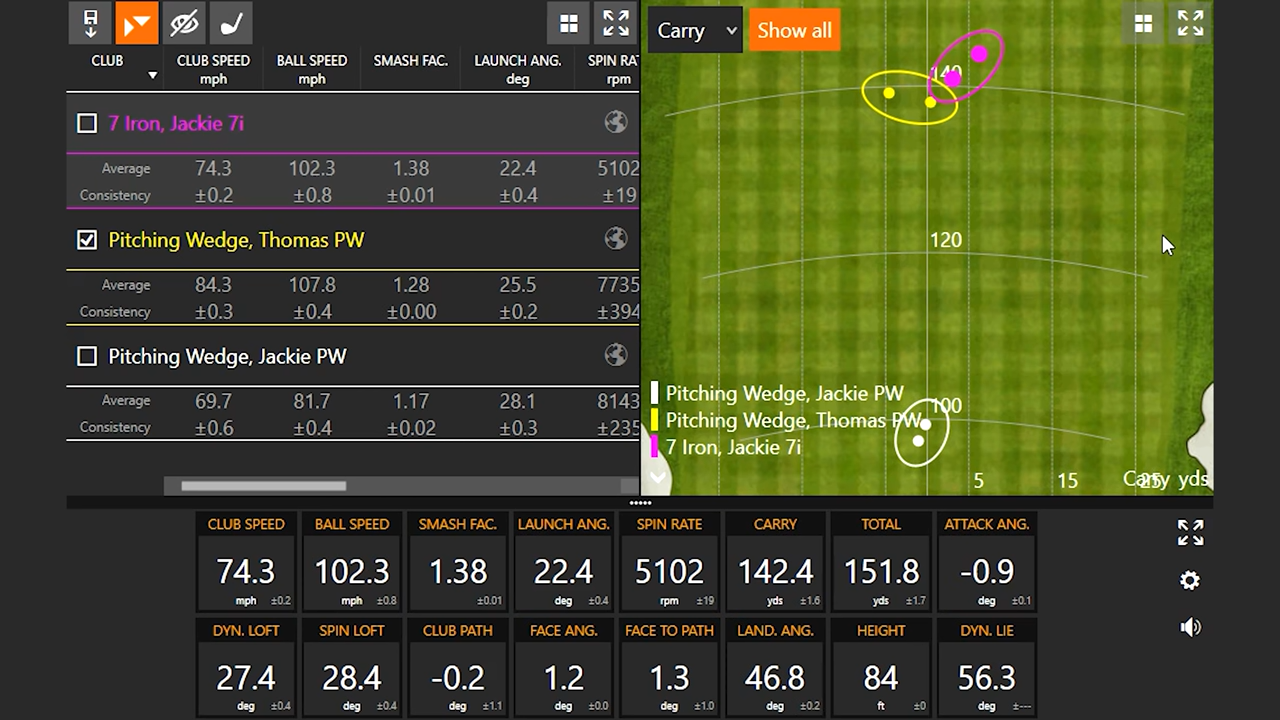 CLUB CLUB SPEED BALL SPEED SMASH FAC. LAUNCH ANG. SPIN RA
mph mph deg rpm
7 Iron, Jackie 7i
Average 74.3 102.3 1.38 22.4 5102
Consistency ±0.2 ±0.8 ±0.01 ±0.4 ±19
Pitching Wedge, Thomas PW
Average 84.3 107.8 1.28 25.5 7735
Consistency ±0.3 ±0.4 ±0.00 ±0.2 ±394
Pitching Wedge, Jackie PW
Average 69.7 81.7 1.17 28.1 8143
Consistency ±0.6 ±0.4 ±0.02 ±0.3 ±235
Carry Show all
140
120
100
Pitching Wedge, Jackie PW
Pitching Wedge, Thomas PW
7 Iron, Jackie 7i
5 15 25
Carry yds
CLUB SPEED BALL SPEED SMASH FAC. LAUNCH ANG. SPIN RATE CARRY TOTAL ATTACK ANG.
74.3 102.3 1.38 22.4 5102 142.4 151.8 -0.9
mph ±0.2 mph ±0.8 ±0.01 deg ±0.4 rpm ±19 yds ±1.6 yds ±1.7 deg ±0.1
DYN. LOFT SPIN LOFT CLUB PATH FACE ANG. FACE TO PATH LAND. ANG. HEIGHT DYN. LIE
27.4 28.4 -0.2 1.2 1.3 46.8 84 56.3
deg ±0.4 deg ±0.4 deg ±1.1 deg ±0.0 deg ±1.0 deg ±0.2 ft ±0 deg ±---